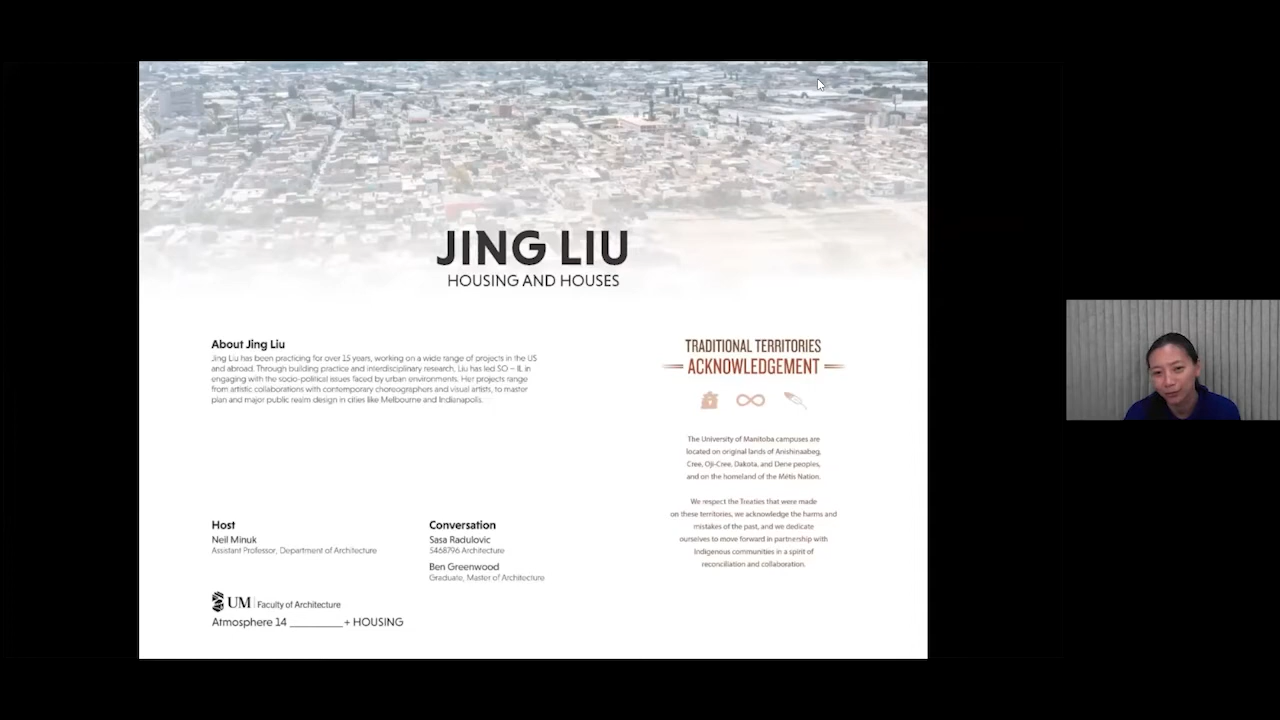 JING LIU
HOUSING AND HOUSES
About Jing Liu
Jing Liu has been practicing for over 15 years, working on a wide range of projects in the US
and abroad. Through building practice and interdisciplinary research, Liu has led SO – IL in
engaging with the socio-political issues faced by urban environments. Her projects range
from artistic collaborations with contemporary choreographers and visual artists, to master
plan and major public realm design in cities like Melbourne and Indianapolis.
TRADITIONAL TERRITORIES
ACKNOWLEDGEMENT
The University of Manitoba campuses are
located on original lands of Anishinaabeg,
Cree, Oji-Cree, Dakota, and Dene peoples,
and on the homeland of the Métis Nation.
We respect the Treaties that were made
on these territories, we acknowledge the harms and
mistakes of the past, and we dedicate
ourselves to move forward in partnership with
Indigenous communities in a spirit of
reconciliation and collaboration.
Host
Neil Minuk
Assistant Professor, Department of Architecture
Conversation
Sasa Radulovic
5468796 Architecture
Ben Greenwood
Graduate, Master of Architecture
UM Faculty of Architecture
Atmosphere 14 __________+ HOUSING